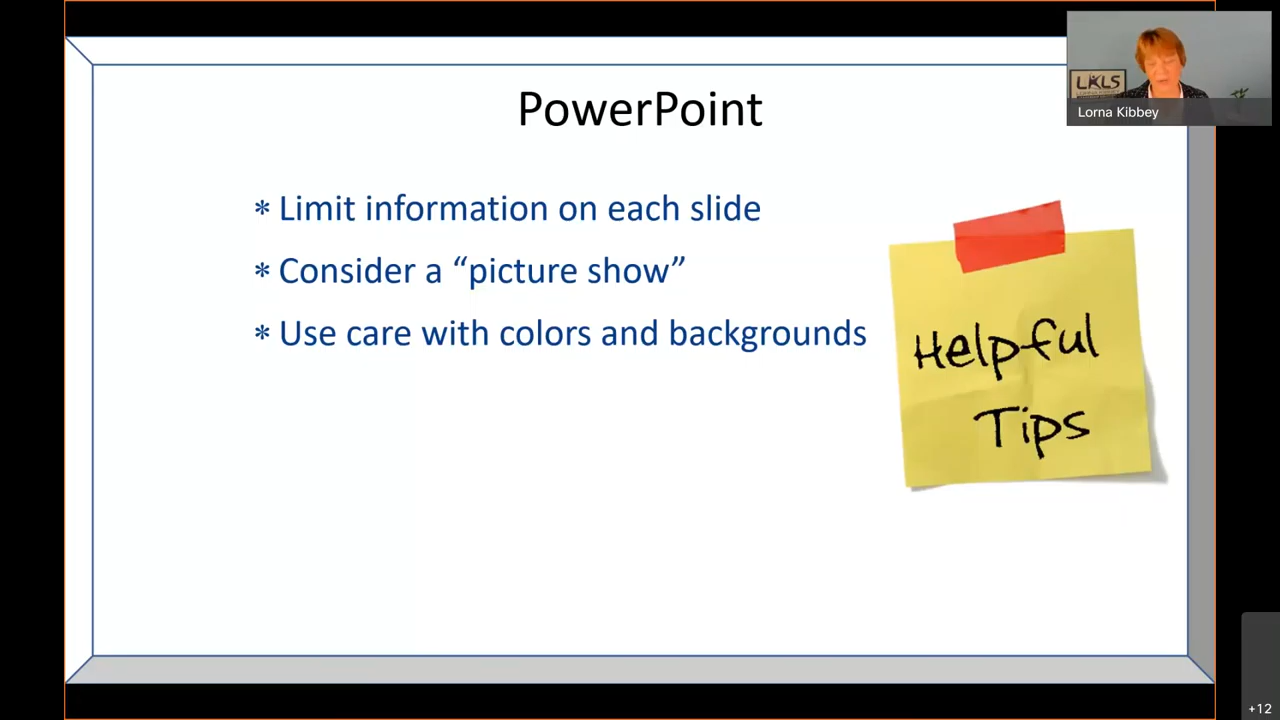 PowerPoint
* Limit information on each slide
* Consider a “picture show”
* Use care with colors and backgrounds
Helpful
Tips
LKLS
Lorna Kibbey
+12